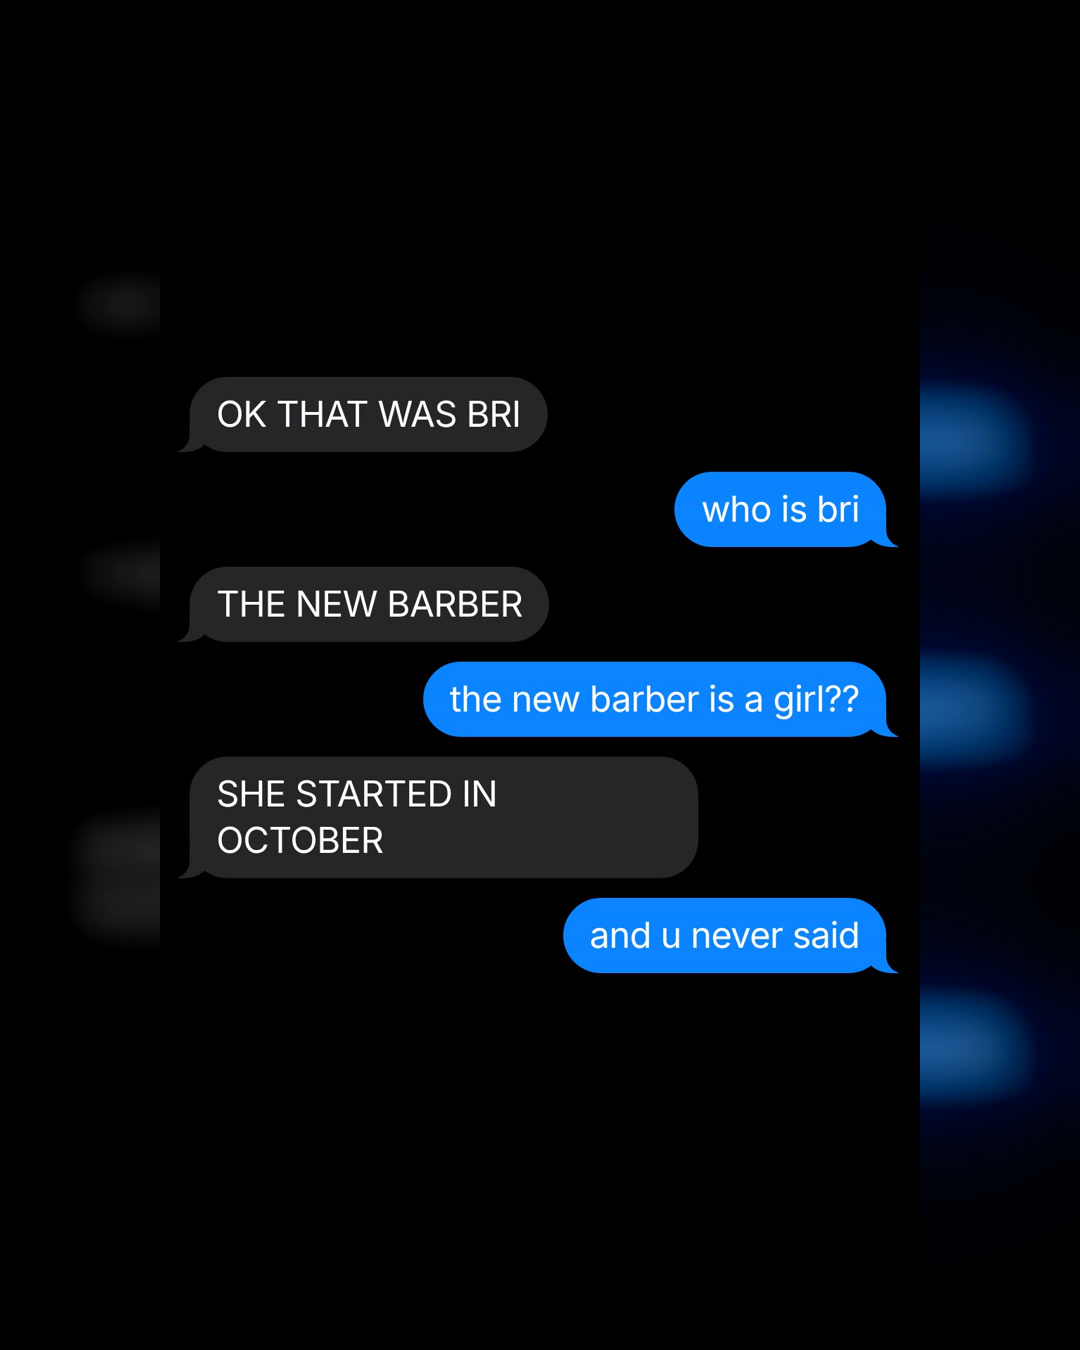 OK THAT WAS BRI
who is bri
THE NEW BARBER
the new barber is a girl??
SHE STARTED IN
OCTOBER
and u never said